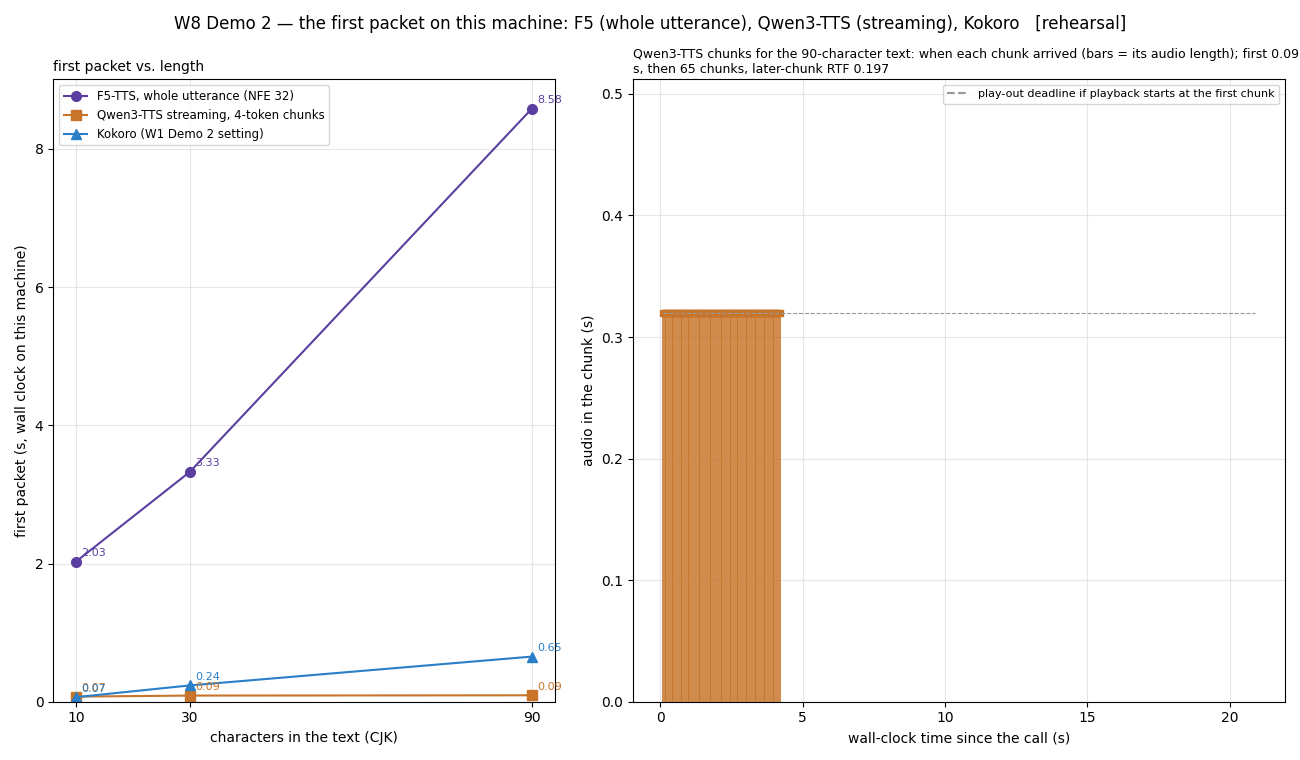 W8 Demo 2 — the first packet on this machine: F5 (whole utterance), Qwen3-TTS (streaming), Kokoro   [rehearsal]
first packet vs. length
F5-TTS, whole utterance (NFE 32)
Qwen3-TTS streaming, 4-token chunks
Kokoro (W1 Demo 2 setting)
8.58
3.33
2.03
0.65
0.24
0.09
0.09
0.07
0.07
0
2
4
6
8
10
30
90
first packet (s, wall clock on this machine)
characters in the text (CJK)
Qwen3-TTS chunks for the 90-character text: when each chunk arrived (bars = its audio length); first 0.09
s, then 65 chunks, later-chunk RTF 0.197
play-out deadline if playback starts at the first chunk
0.5
0.4
0.3
0.2
0.1
0.0
0
5
10
15
20
audio in the chunk (s)
wall-clock time since the call (s)